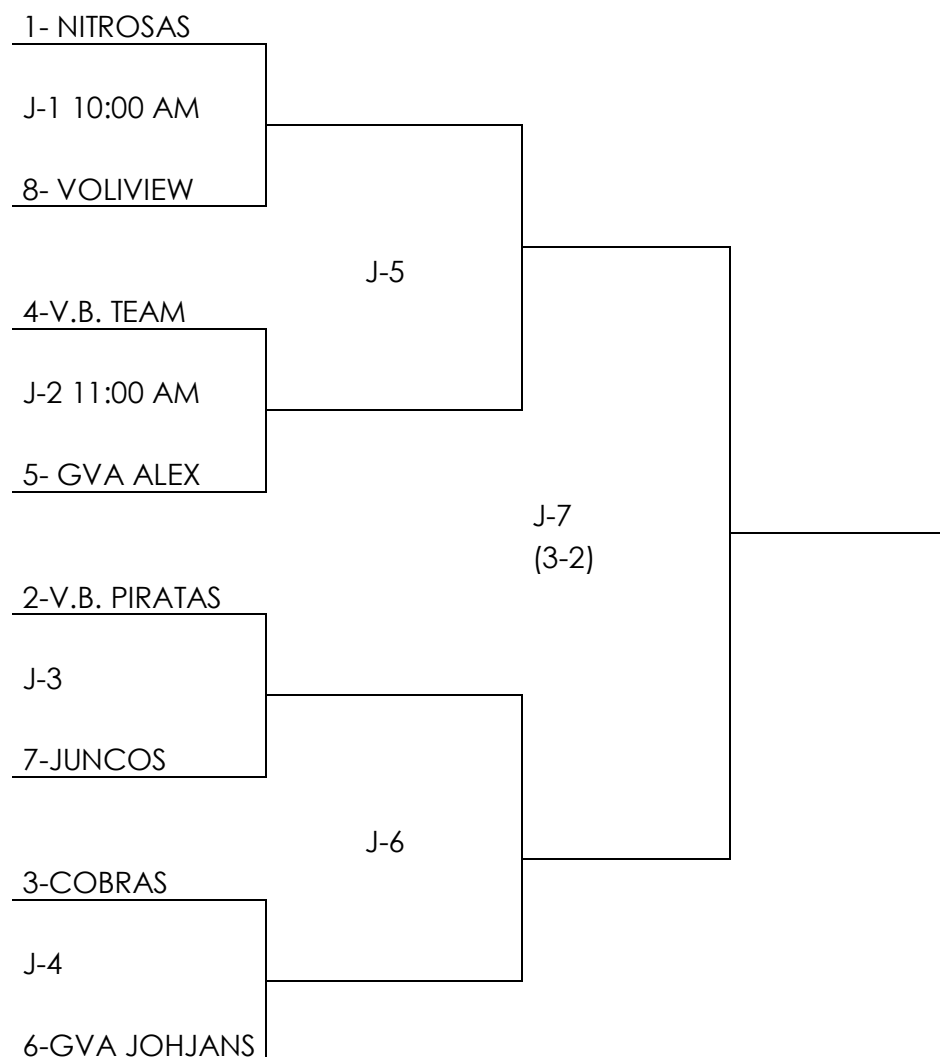 1- NITROSAS
J-1 10:00 AM
8- VOLIVIEW
J-5
4-V.B. TEAM
J-2 11:00 AM
5- GVA ALEX
J-7
(3-2)
2-V.B. PIRATAS
J-3
7-JUNCOS
J-6
3-COBRAS
J-4
6-GVA JOHJANS